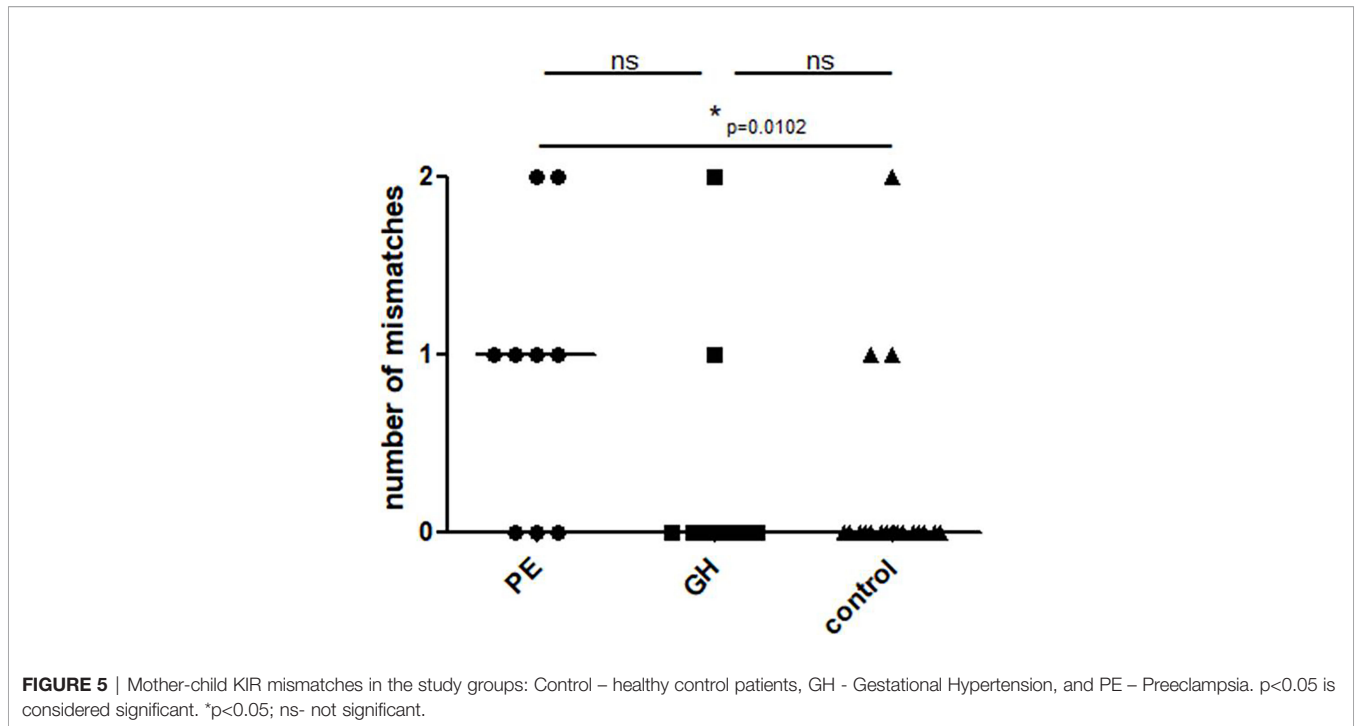 ns ns
* p=0.0102
number of mismatches
2
1
0
PE GH control
FIGURE 5 | Mother-child KIR mismatches in the study groups: Control – healthy control patients, GH - Gestational Hypertension, and PE – Preeclampsia. p<0.05 is
considered significant. *p<0.05; ns- not significant.